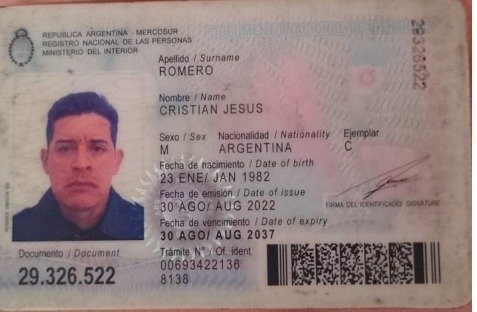 REPUBLICA ARGENTINA - MERCOSUR
REGISTRO NACIONAL DE LAS PERSONAS
MINISTERIO DEL INTERIOR
Apellido / Surname
ROMERO
Nombre / Name
CRISTIAN JESUS
Sexo / Sex Nacionalidad / Nationality Ejemplar
M ARGENTINA C
Fecha de nacimiento / Date of birth
23 ENE/ JAN 1982
Fecha de emisión / Date of issue
30 AGO/ AUG 2022
FIRMA DEL IDENTIFICADO SIGNATURE
Fecha de vencimiento / Date of expiry
30 AGO/ AUG 2037
Documento / Document
29.326.522
Trámite N° / Of. ident.
00693422136
8138
29326522